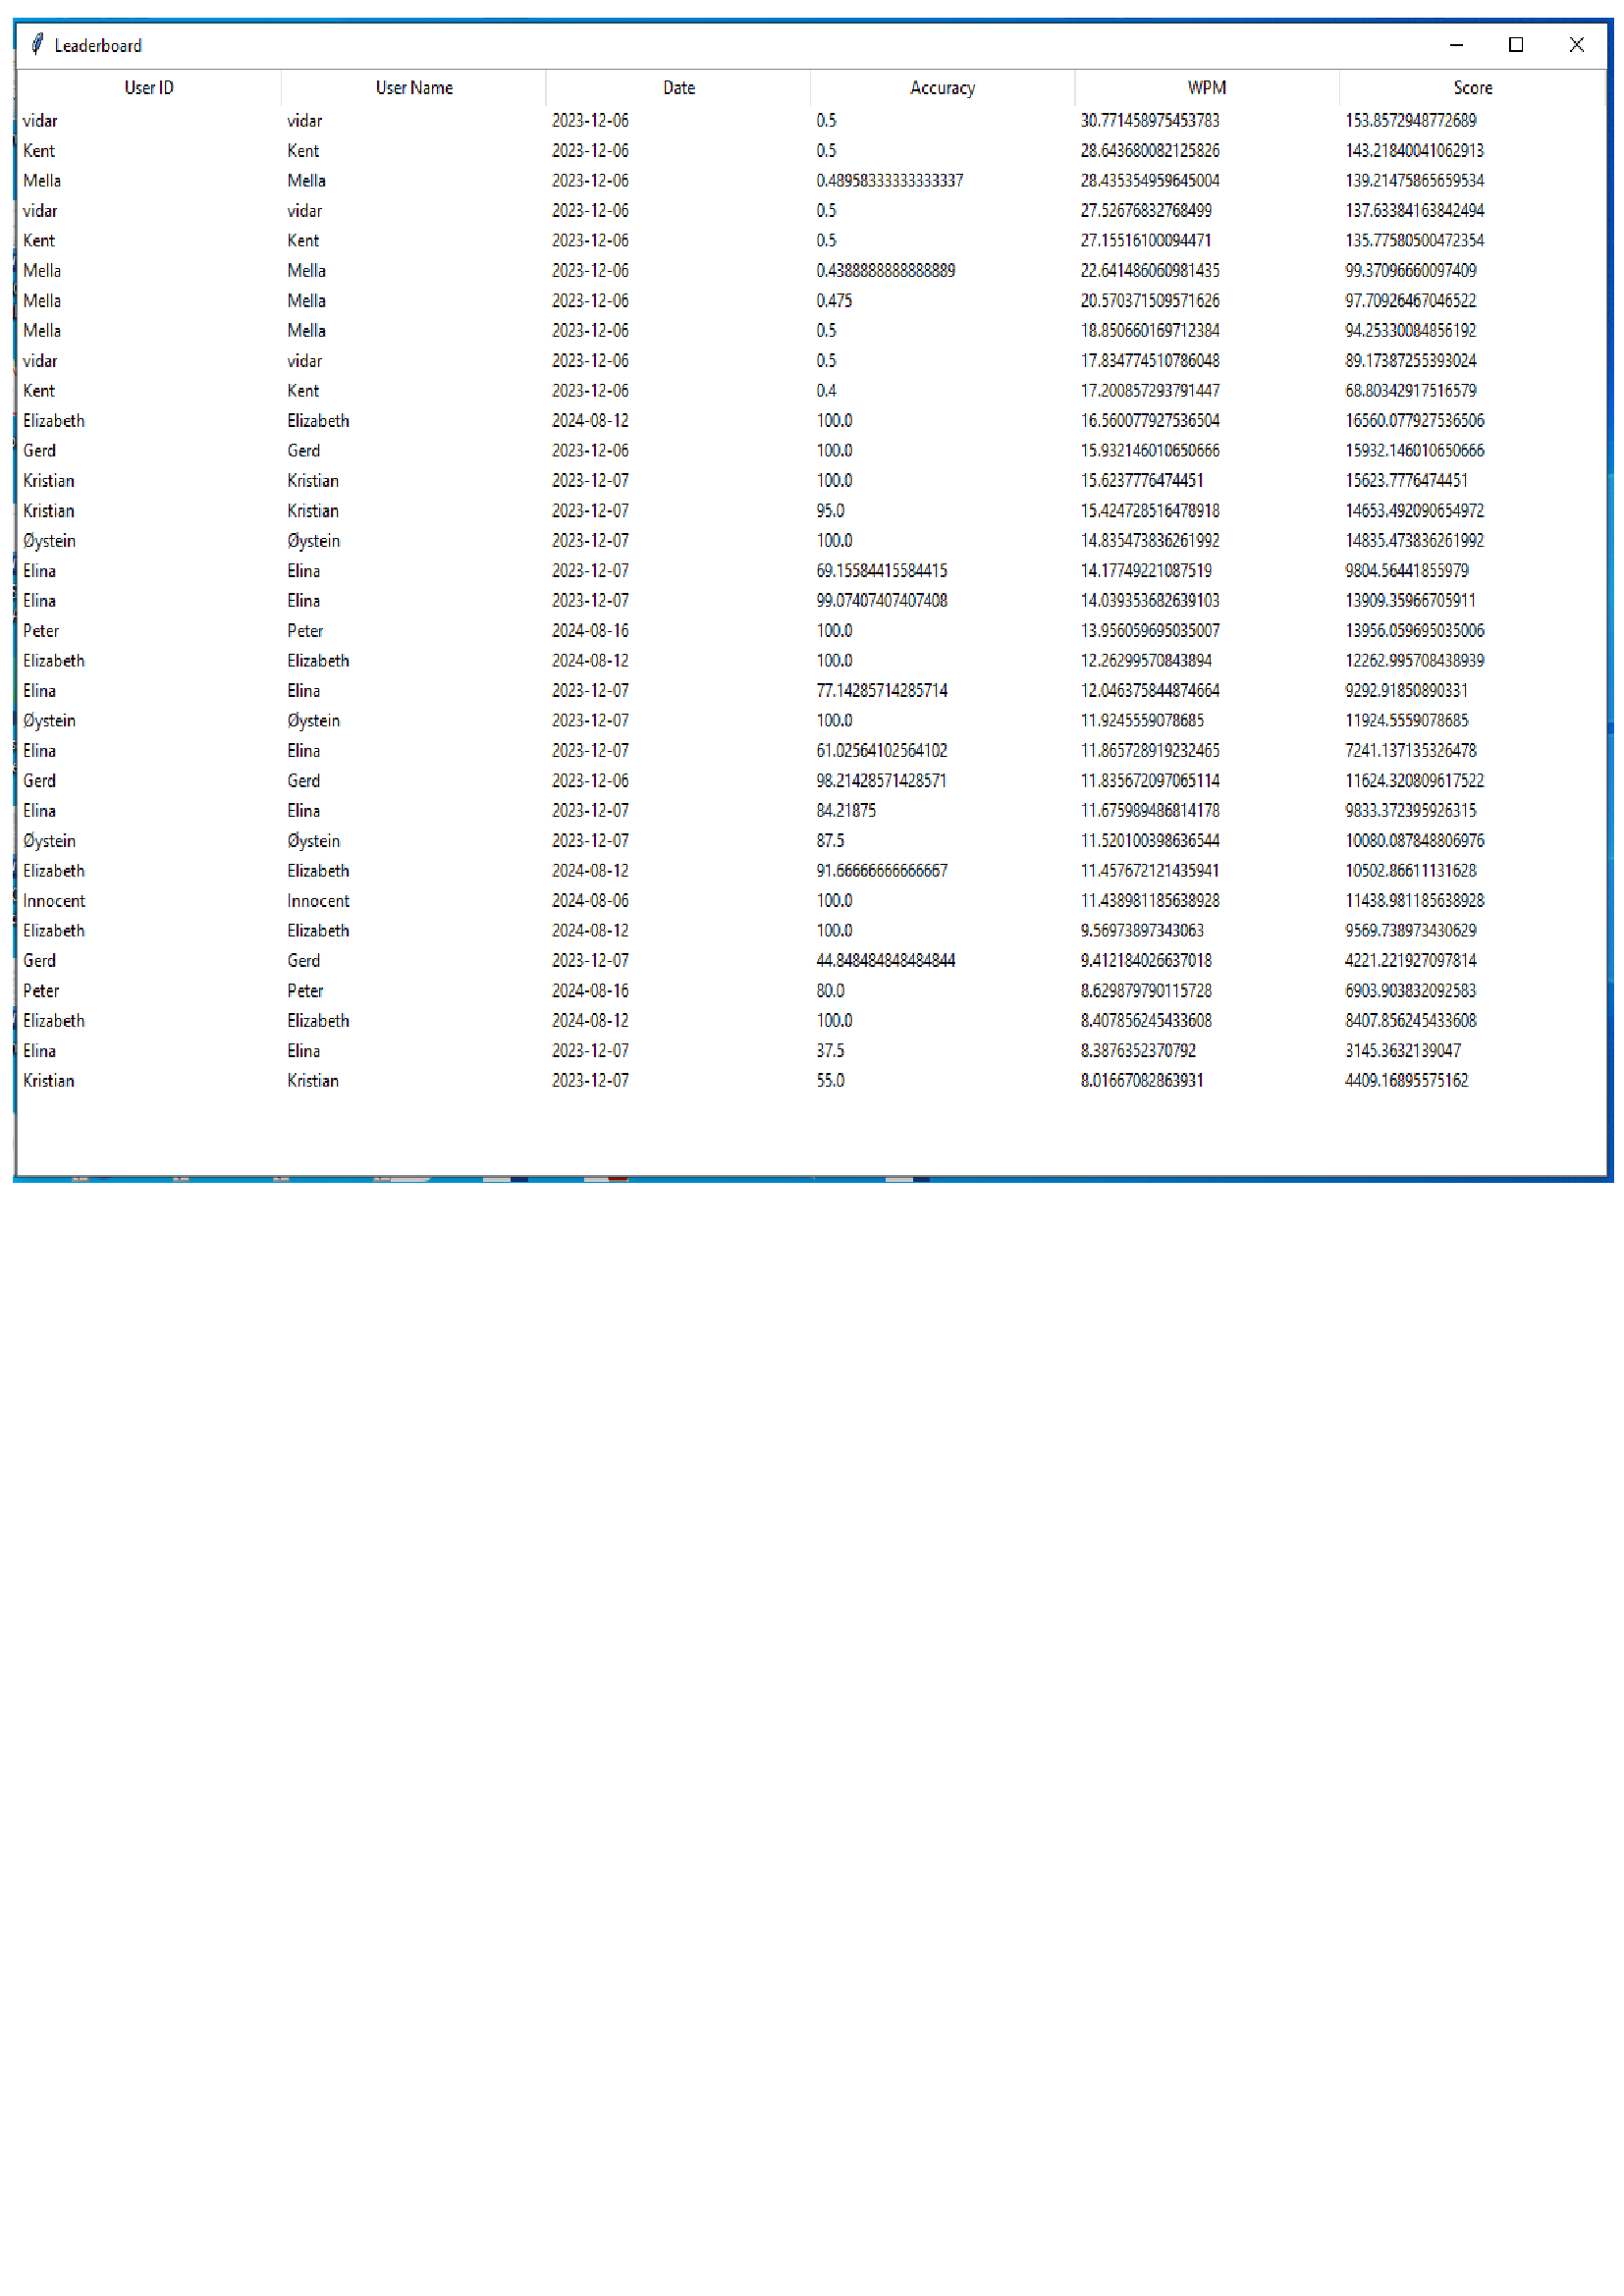 Leaderboard
User ID User Name Date Accuracy WPM Score
vidar vidar 2023-12-06 0.5 30.771458975453783 153.8572948772689
Kent Kent 2023-12-06 0.5 28.643680082125826 143.21840041062913
Mella Mella 2023-12-06 0.48958333333333337 28.435354959645004 139.21475865659534
vidar vidar 2023-12-06 0.5 27.52676832768499 137.63384163842494
Kent Kent 2023-12-06 0.5 27.15516100094471 135.77580500472354
Mella Mella 2023-12-06 0.4388888888888889 22.641486060981435 99.37096660097409
Mella Mella 2023-12-06 0.475 20.570371509571626 97.70926467046522
Mella Mella 2023-12-06 0.5 18.850660169712384 94.25330084856192
vidar vidar 2023-12-06 0.5 17.834774510786048 89.17387255393024
Kent Kent 2023-12-06 0.4 17.200857293791447 68.80342917516579
Elizabeth Elizabeth 2024-08-12 100.0 16.560077927536504 16560.077927536506
Gerd Gerd 2023-12-06 100.0 15.932146010650666 15932.146010650666
Kristian Kristian 2023-12-07 100.0 15.6237776474451 15623.7776474451
Kristian Kristian 2023-12-07 95.0 15.424728516478918 14653.492090654972
Øystein Øystein 2023-12-07 100.0 14.835473836261992 14835.473836261992
Elina Elina 2023-12-07 69.15584415584415 14.17749221087519 9804.56441855979
Elina Elina 2023-12-07 99.07407407407408 14.039353682639103 13909.35966705911
Peter Peter 2024-08-16 100.0 13.956059695035007 13956.059695035006
Elizabeth Elizabeth 2024-08-12 100.0 12.26299570843894 12262.995708438939
Elina Elina 2023-12-07 77.14285714285714 12.046375844874664 9292.91850890331
Øystein Øystein 2023-12-07 100.0 11.9245559078685 11924.5559078685
Elina Elina 2023-12-07 61.02564102564102 11.865728919232465 7241.137135326478
Gerd Gerd 2023-12-06 98.21428571428571 11.835672097065114 11624.320809617522
Elina Elina 2023-12-07 84.21875 11.675989486814178 9833.372395926315
Øystein Øystein 2023-12-07 87.5 11.520100398636544 10080.087848806976
Elizabeth Elizabeth 2024-08-12 91.66666666666667 11.457672121435941 10502.86611131628
Innocent Innocent 2024-08-06 100.0 11.438981185638928 11438.981185638928
Elizabeth Elizabeth 2024-08-12 100.0 9.56973897343063 9569.738973430629
Gerd Gerd 2023-12-07 44.848484848484844 9.412184026637018 4221.221927097814
Peter Peter 2024-08-16 80.0 8.629879790115728 6903.903832092583
Elizabeth Elizabeth 2024-08-12 100.0 8.407856245433608 8407.856245433608
Elina Elina 2023-12-07 37.5 8.3876352370792 3145.3632139047
Kristian Kristian 2023-12-07 55.0 8.01667082863931 4409.16895575162